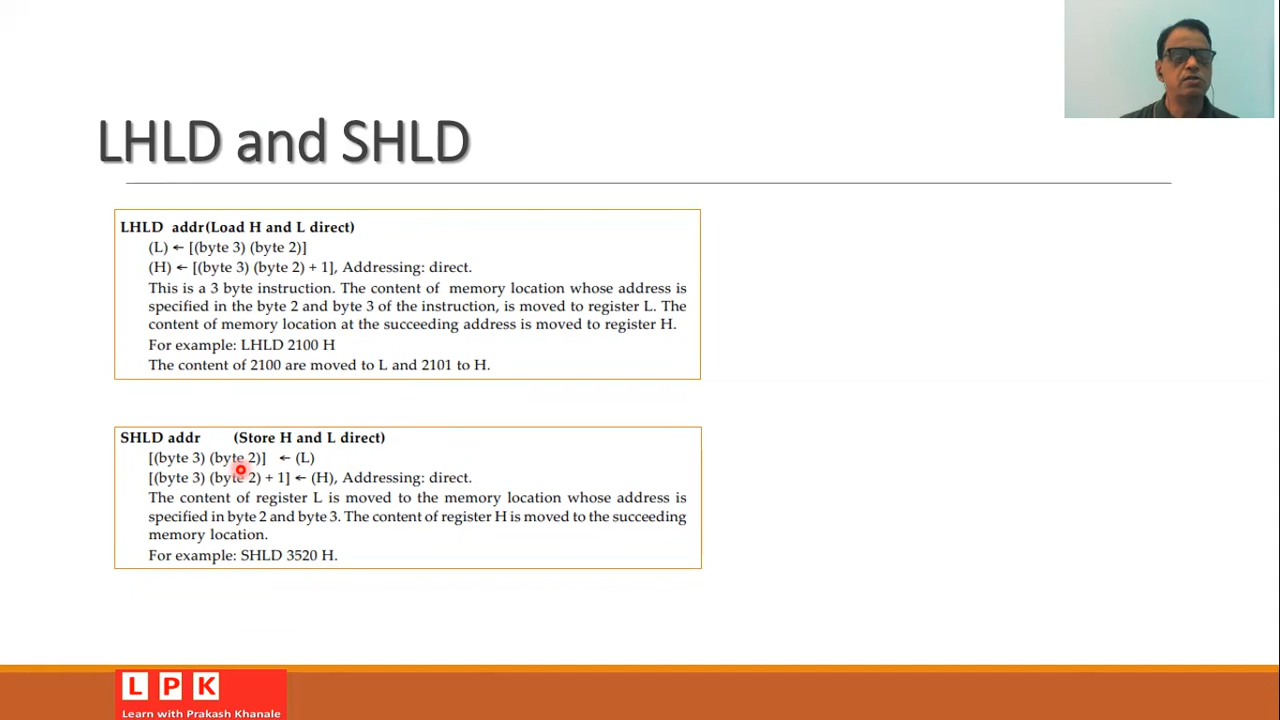 LHLD and SHLD
LHLD addr(Load H and L direct)
(L) ← [(byte 3) (byte 2)]
(H) ← [(byte 3) (byte 2) + 1], Addressing: direct.
This is a 3 byte instruction. The content of memory location whose address is
specified in the byte 2 and byte 3 of the instruction, is moved to register L. The
content of memory location at the succeeding address is moved to register H.
For example: LHLD 2100 H
The content of 2100 are moved to L and 2101 to H.
SHLD addr (Store H and L direct)
[(byte 3) (byte 2)] ← (L)
[(byte 3) (byte 2) + 1] ← (H), Addressing: direct.
The content of register L is moved to the memory location whose address is
specified in byte 2 and byte 3. The content of register H is moved to the succeeding
memory location.
For example: SHLD 3520 H.
L P K
Learn with Prakash Khanale